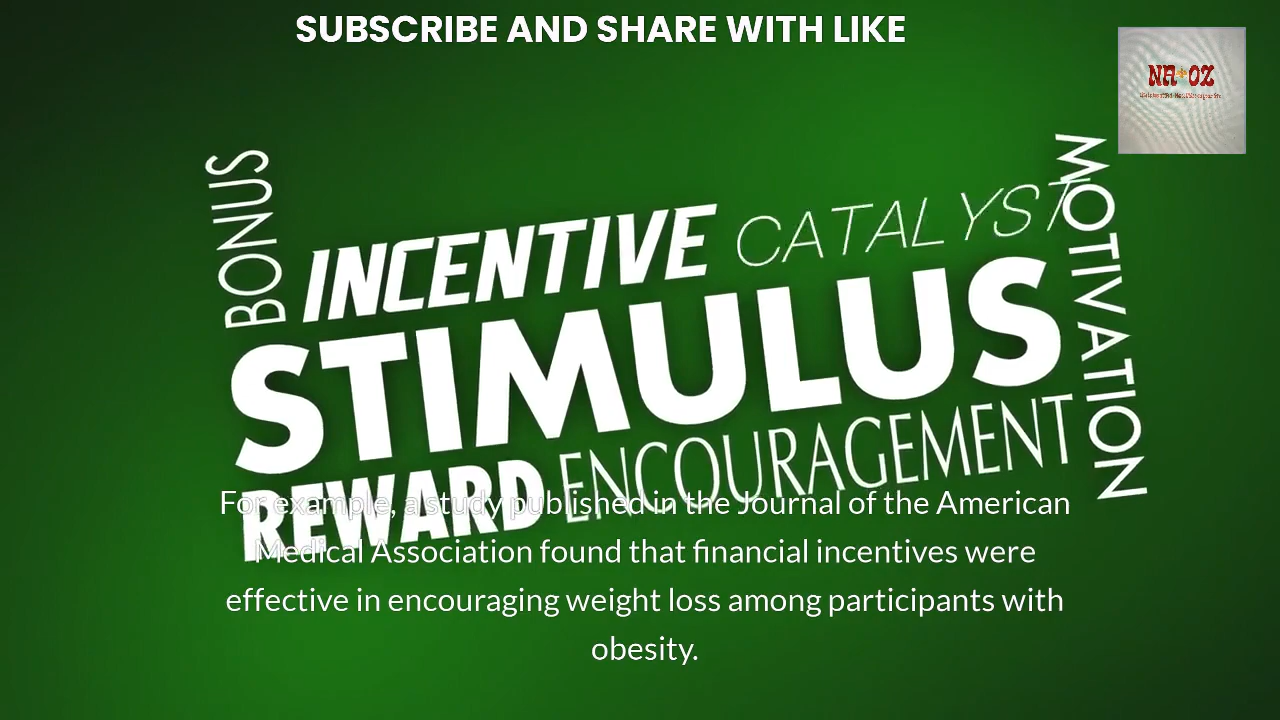 SUBSCRIBE AND SHARE WITH LIKE
NA OZ
BONUS
INCENTIVE CATALYST
MOTIVATION
STIMULUS
REWARD ENCOURAGEMENT
For example, a study published in the Journal of the American
Medical Association found that financial incentives were
effective in encouraging weight loss among participants with
obesity.